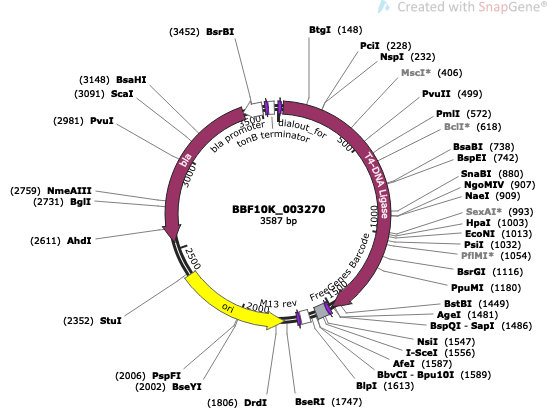 Created with SnapGene®
(3452) BsrBI
BtgI (148)
PciI (228)
NspI (232)
MscI* (406)
PvuII (499)
PmlI (572)
BclI* (618)
BsaBI (738)
BspEI (742)
SnaBI (880)
NgoMIV (907)
NaeI (909)
SexAI* (993)
HpaI (1003)
EcoNI (1013)
PsiI (1032)
PflMI* (1054)
BsrGI (1116)
PpuMI (1180)
BstBI (1449)
AgeI (1481)
BspQI - SapI (1486)
NsiI (1547)
I-SceI (1556)
AfeI (1587)
BbvCI - Bpu10I (1589)
BlpI (1613)
BseRI (1747)
(1806) DrdI
(2002) BseYI
(2006) PspFI
(2352) StuI
(2611) AhdI
(2731) BglI
(2759) NmeAIII
(2981) PvuI
(3091) ScaI
(3148) BsaHI
BBF10K_003270
3587 bp
500
1000
1500
2000
2500
3000
3500
dialout_for
tonB terminator
bla promoter
bla
T4-DNA Ligase
FreeGenes Barcode
M13 rev
ori